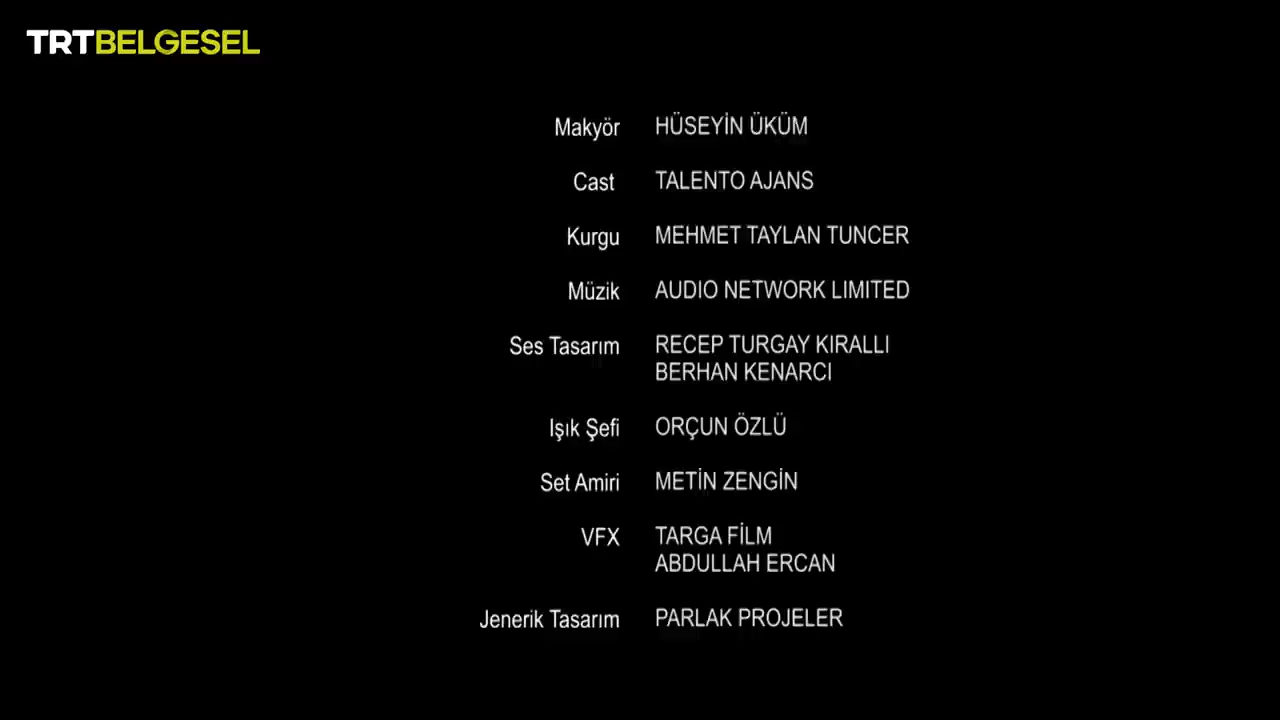 TRTBELGESEL
Makyör HÜSEYİN ÜKÜM
Cast TALENTO AJANS
Kurgu MEHMET TAYLAN TUNCER
Müzik AUDIO NETWORK LIMITED
Ses Tasarım RECEP TURGAY KIRALLI
BERHAN KENARCI
Işık Şefi ORÇUN ÖZLÜ
Set Amiri METİN ZENGİN
VFX TARGA FİLM
ABDULLAH ERCAN
Jenerik Tasarım PARLAK PROJELER